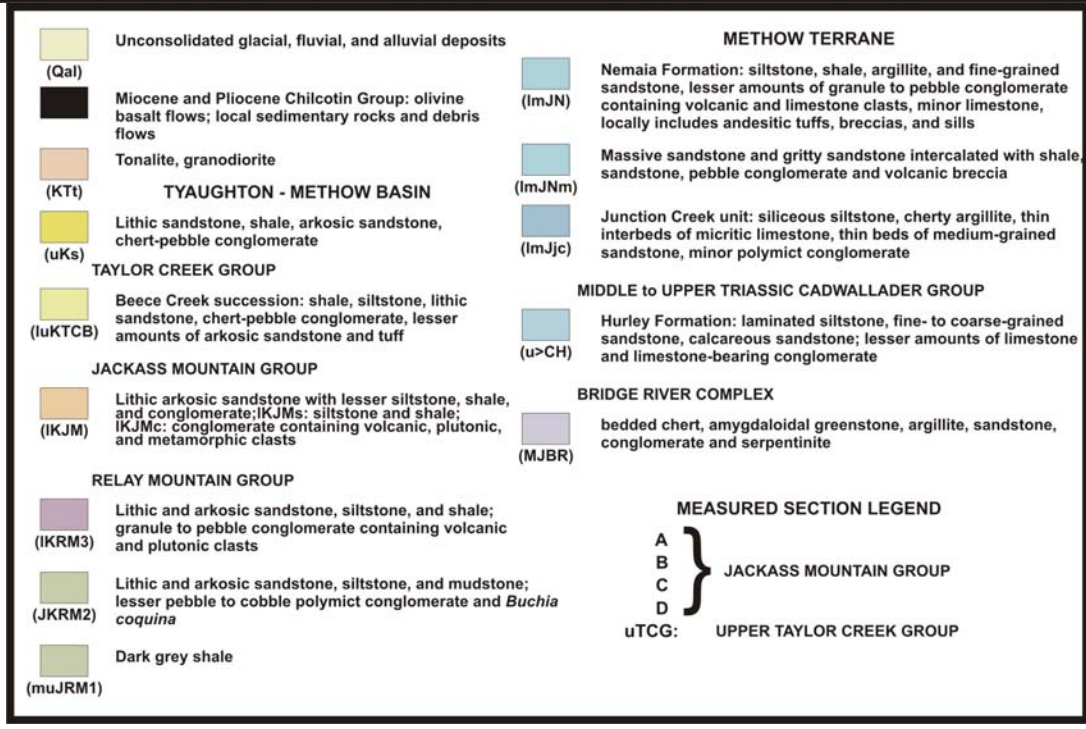 Unconsolidated glacial, fluvial, and alluvial deposits
(Qal)
Miocene and Pliocene Chilcotin Group: olivine
basalt flows; local sedimentary rocks and debris
flows
Tonalite, granodiorite
(KTt)
TYAUGHTON - METHOW BASIN
Lithic sandstone, shale, arkosic sandstone,
chert-pebble conglomerate
(uKs)
TAYLOR CREEK GROUP
Beece Creek succession: shale, siltstone, lithic
sandstone, chert-pebble conglomerate, lesser
amounts of arkosic sandstone and tuff
(luKTCB)
JACKASS MOUNTAIN GROUP
Lithic arkosic sandstone with lesser siltstone, shale,
and conglomerate;lKJMs: siltstone and shale;
lKJMc: conglomerate containing volcanic, plutonic,
and metamorphic clasts
(lKJM)
RELAY MOUNTAIN GROUP
Lithic and arkosic sandstone, siltstone, and shale;
granule to pebble conglomerate containing volcanic
and plutonic clasts
(lKRM3)
Lithic and arkosic sandstone, siltstone, and mudstone;
lesser pebble to cobble polymict conglomerate and Buchia
coquina
(JKRM2)
Dark grey shale
(muJRM1)
METHOW TERRANE
Nemaia Formation: siltstone, shale, argillite, and fine-grained
sandstone, lesser amounts of granule to pebble conglomerate
containing volcanic and limestone clasts, minor limestone,
locally includes andesitic tuffs, breccias, and sills
(lmJN)
Massive sandstone and gritty sandstone intercalated with shale,
sandstone, pebble conglomerate and volcanic breccia
(lmJNm)
Junction Creek unit: siliceous siltstone, cherty argillite, thin
interbeds of micritic limestone, thin beds of medium-grained
sandstone, minor polymict conglomerate
(lmJjc)
MIDDLE to UPPER TRIASSIC CADWALLADER GROUP
Hurley Formation: laminated siltstone, fine- to coarse-grained
sandstone, calcareous sandstone; lesser amounts of limestone
and limestone-bearing conglomerate
(u>CH)
BRIDGE RIVER COMPLEX
bedded chert, amygdaloidal greenstone, argillite, sandstone,
conglomerate and serpentinite
(MJBR)
MEASURED SECTION LEGEND
A
B
C
D
} JACKASS MOUNTAIN GROUP
uTCG: UPPER TAYLOR CREEK GROUP